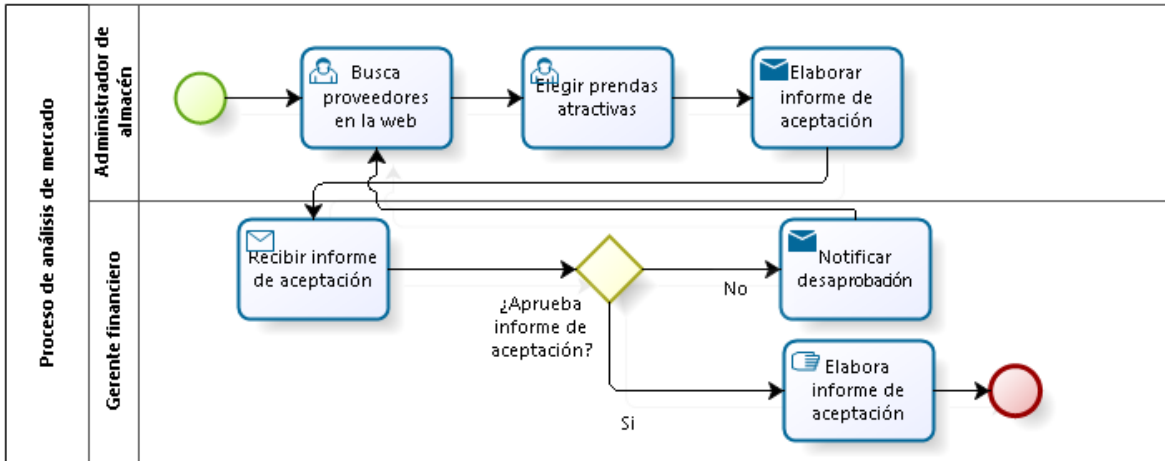 Proceso de análisis de mercado
Administrador de
almacén
Busca
proveedores
en la web
Elegir prendas
atractivas
Elaborar
informe de
aceptación
Gerente financiero
Recibir informe
de aceptación
¿Aprueba
informe de
aceptación?
No
Notificar
desaprobación
Si
Elabora
informe de
aceptación